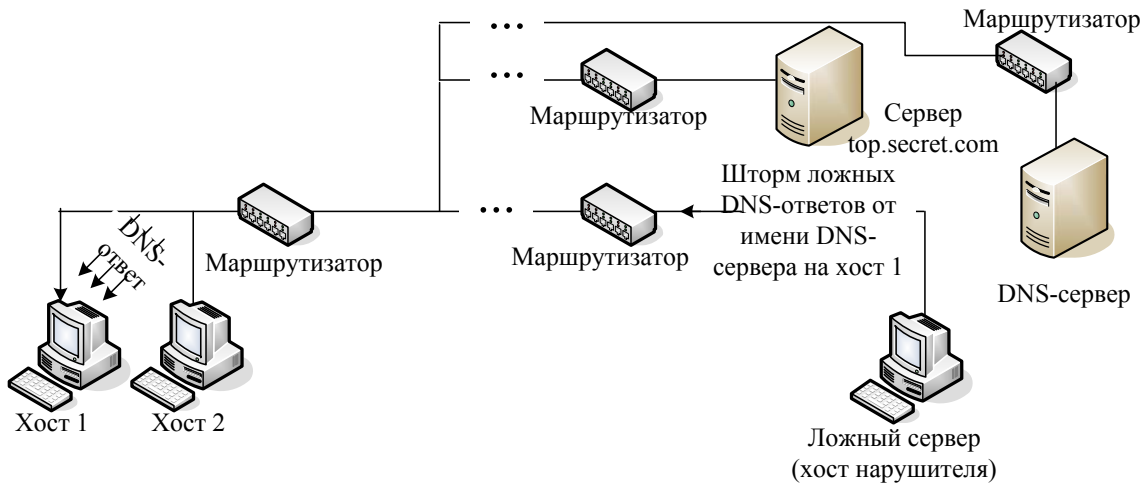 Маршрутизатор
...
...
Маршрутизатор
Сервер
top.secret.com
Шторм ложных
DNS-ответов от
имени DNS-
сервера на хост 1
...
DNS-
ответ
Маршрутизатор
Маршрутизатор
DNS-сервер
Хост 1
Хост 2
Ложный сервер
(хост нарушителя)